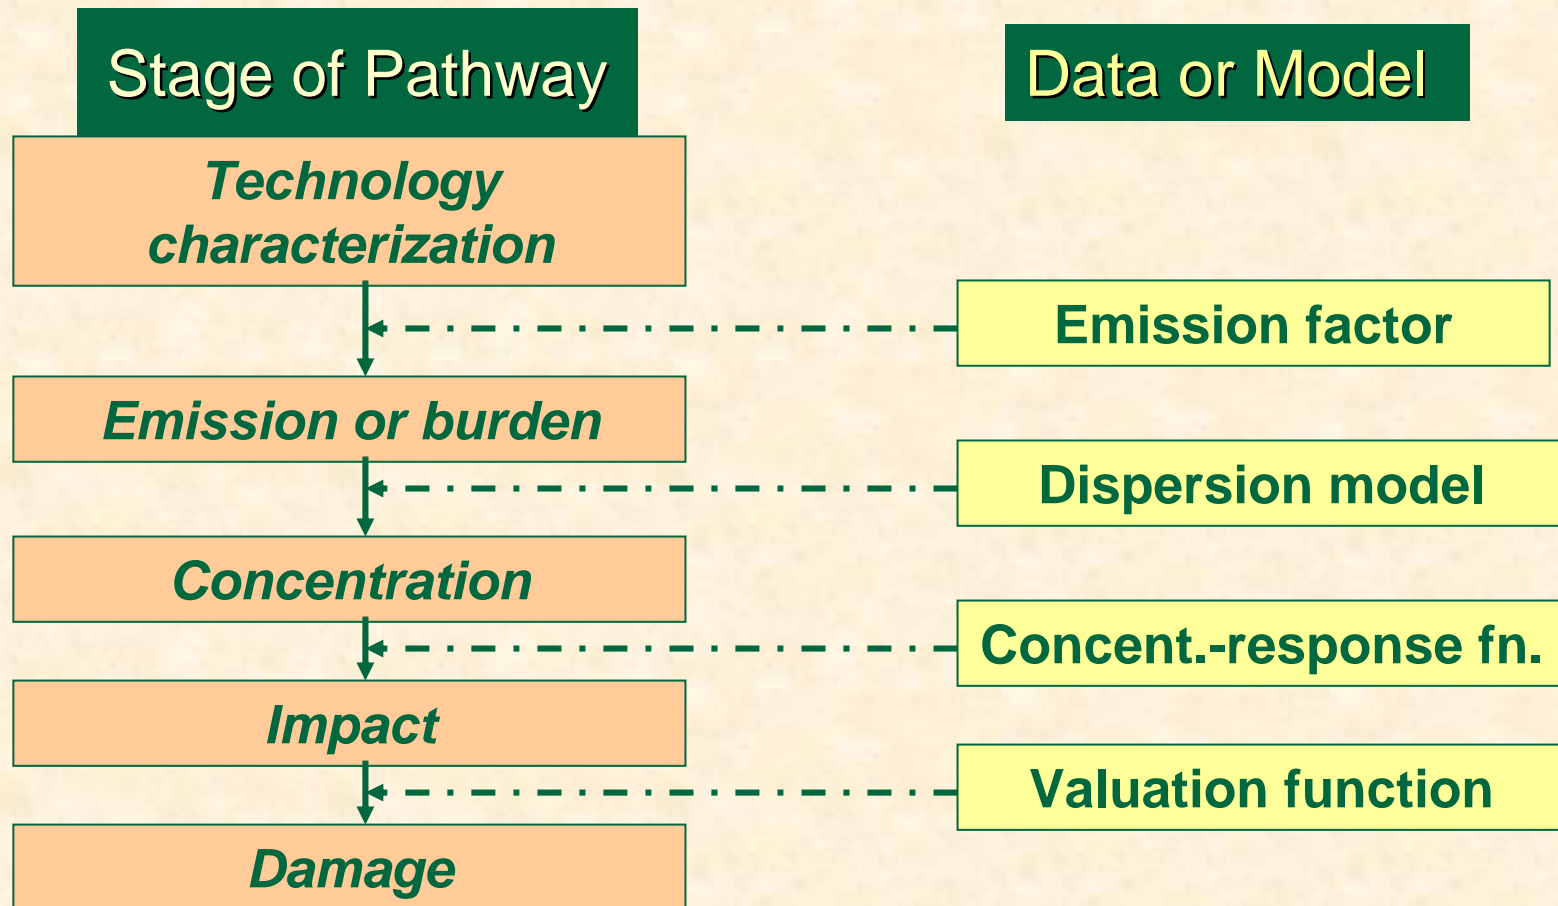 Stage of Pathway
Data or Model
Technology
characterization
Emission factor
Emission or burden
Dispersion model
Concentration
Concent.-response fn.
Impact
Valuation function
Damage